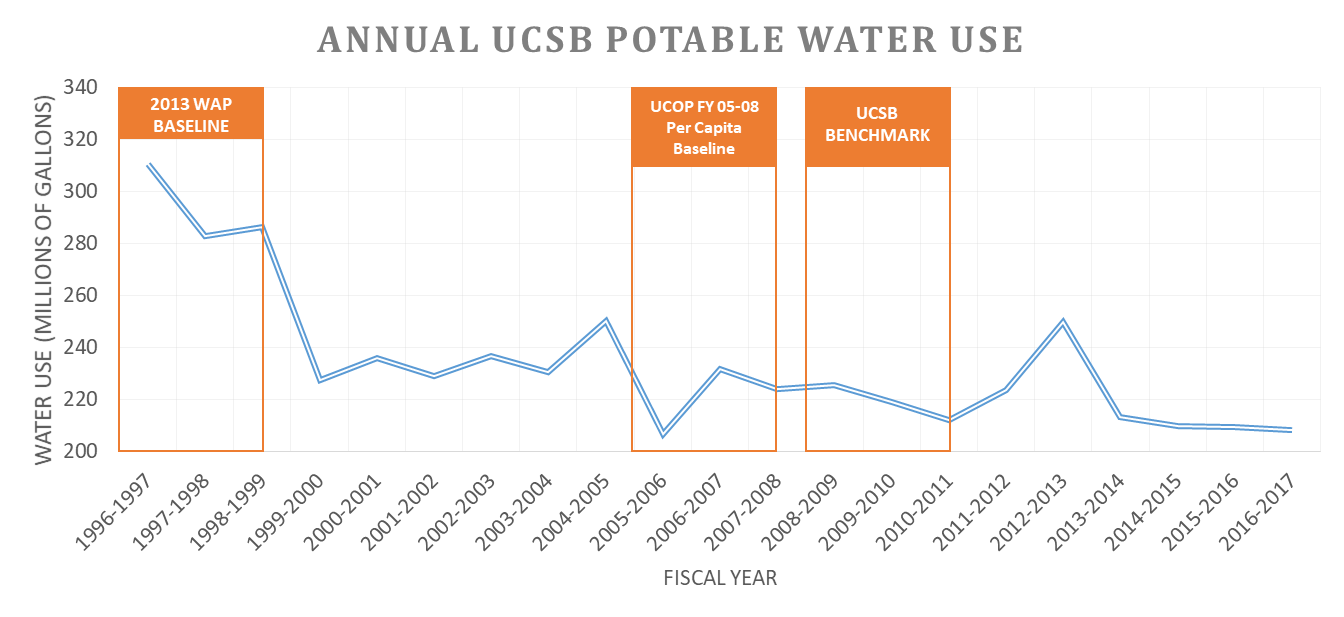 ANNUAL UCSB POTABLE WATER USE
WATER USE (MILLIONS OF GALLONS)
340
320
300
280
260
240
220
200
2013 WAP
BASELINE
UCOP FY 05-08
Per Capita
Baseline
UCSB
BENCHMARK
1996-1997
1997-1998
1998-1999
1999-2000
2000-2001
2001-2002
2002-2003
2003-2004
2004-2005
2005-2006
2006-2007
2007-2008
2008-2009
2009-2010
2010-2011
2011-2012
2012-2013
2013-2014
2014-2015
2015-2016
2016-2017
FISCAL YEAR